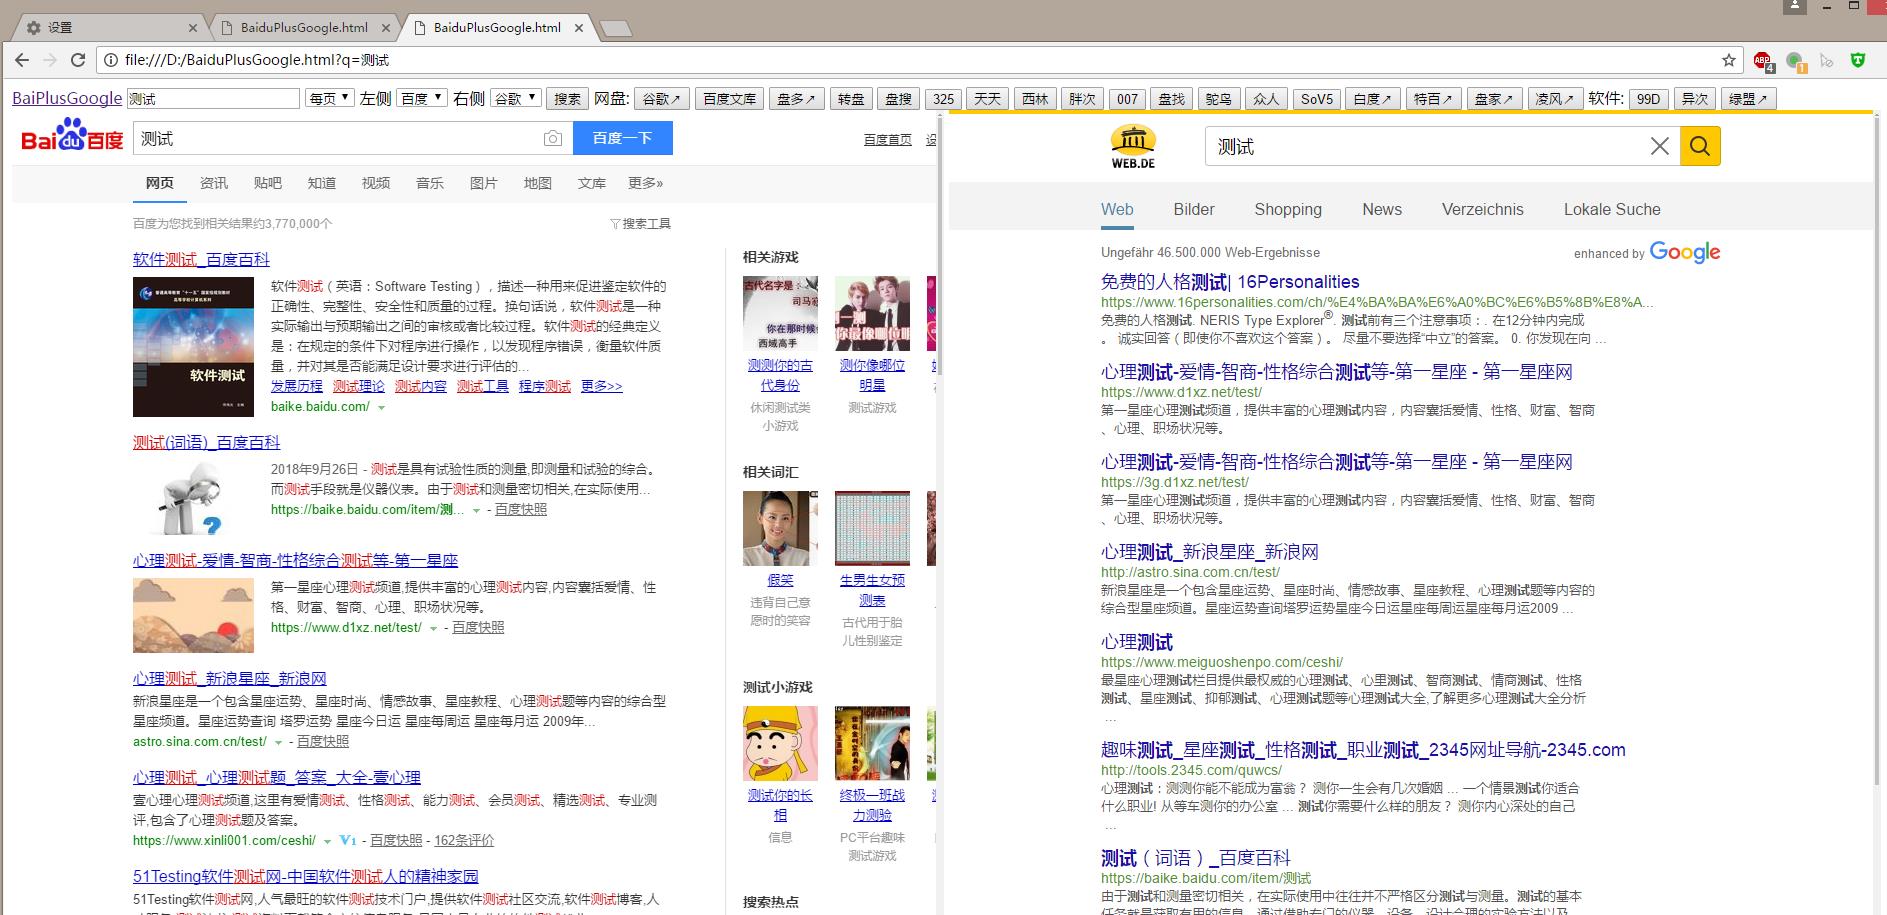 设置
BaiduPlusGoogle.html
BaiduPlusGoogle.html
file:///D:/BaiduPlusGoogle.html?q=测试
ABP 4 1
BaiPlusGoogle 测试 每页 左侧 百度 右侧 谷歌 搜索 网盘: 谷歌↗ 百度文库 盘多↗ 转盘 盘搜 325 天天 西林 胖次 007 盘找 鸵鸟 众人 SoV5 白度↗ 特百↗ 盘家↗ 凌风↗ 软件: 99D 异次 绿盟↗
Bai du 百度 测试 百度一下 百度首页
网页 资讯 贴吧 知道 视频 音乐 图片 地图 文库 更多»
百度为您找到相关结果约3,770,000个 搜索工具
软件测试_百度百科
软件测试
软件测试（英语：Software Testing），描述一种用来促进鉴定软件的
正确性、完整性、安全性和质量的过程。换句话说，软件测试是一种
实际输出与预期输出之间的审核或者比较过程。软件测试的经典定义
是：在规定的条件下对程序进行操作，以发现程序错误，衡量软件质
量，并对其是否能满足设计要求进行评估的...
发展历程 测试理论 测试内容 测试工具 程序测试 更多>>
baike.baidu.com/
测试(词语)_百度百科
2018年9月26日 - 测试是具有试验性质的测量,即测量和试验的综合。
而测试手段就是仪器仪表。由于测试和测量密切相关,在实际使用...
https://baike.baidu.com/item/测... - 百度快照
心理测试-爱情-智商-性格综合测试等-第一星座
第一星座心理测试频道,提供丰富的心理测试内容,内容囊括爱情、性
格、财富、智商、心理、职场状况等。
https://www.d1xz.net/test/ - 百度快照
心理测试_新浪星座_新浪网
新浪星座是一个包含星座运势、星座时尚、情感故事、星座教程、心理测试题等内容的综合型
星座频道。星座运势查询 塔罗运势 星座今日运 星座每周运 星座每月运 2009年...
astro.sina.com.cn/test/ - 百度快照
心理测试_心理测试题_答案_大全-壹心理
壹心理心理测试频道,这里有爱情测试、性格测试、能力测试、会员测试、精选测试、专业测
评,包含了心理测试题及答案。
https://www.xinli001.com/ceshi/ V1 - 百度快照 - 162条评价
51Testing软件测试网-中国软件测试人的精神家园
51Testing软件测试网,人气最旺的软件测试技术门户,提供软件测试社区交流,软件测试博客,人
相关游戏
古代名字是
司马
你在那时候
西域高手
测测你的古
代身份
休闲测试类
小游戏
测你像哪位
明星
测试游戏
相关词汇
假笑
违背自己意
愿时的笑容
生男生女预
测表
古代用于胎
儿性别鉴定
测试小游戏
测试你的长
相
信息
终极一班战
力测验
PC平台趣味
测试游戏
搜索热点
WEB.DE
测试
Web Bilder Shopping News Verzeichnis Lokale Suche
Ungefähr 46.500.000 Web-Ergebnisse enhanced by Google
免费的人格测试| 16Personalities
https://www.16personalities.com/ch/%E4%BA%BA%E6%A0%BC%E6%B5%8B%E8%A...
免费的人格测试. NERIS Type Explorer®. 测试前有三个注意事项：. 在12分钟内完成
。 诚实回答（即使你不喜欢这个答案）。 尽量不要选择“中立”的答案。 0. 你发现在向 ...
心理测试-爱情-智商-性格综合测试等-第一星座 - 第一星座网
https://www.d1xz.net/test/
第一星座心理测试频道，提供丰富的心理测试内容，内容囊括爱情、性格、财富、智商
、心理、职场状况等。
心理测试-爱情-智商-性格综合测试等-第一星座 - 第一星座网
https://3g.d1xz.net/test/
第一星座心理测试频道，提供丰富的心理测试内容，内容囊括爱情、性格、财富、智商
、心理、职场状况等。
心理测试_新浪星座_新浪网
http://astro.sina.com.cn/test/
新浪星座是一个包含星座运势、星座时尚、情感故事、星座教程、心理测试题等内容的
综合型星座频道。星座运势查询塔罗运势星座今日运星座每周运星座每月运2009 ...
心理测试
https://www.meiguoshenpo.com/ceshi/
最星座心理测试栏目提供最权威的心理测试、心里测试、智商测试、情商测试、性格
测试、星座测试、抑郁测试、心理测试题等心理测试大全,了解更多心理测试大全分析
...
趣味测试_星座测试_性格测试_职业测试_2345网址导航-2345.com
http://tools.2345.com/quwcs/
心理测试：测测你能不能成为富翁？ 测你一生会有几次婚姻 ... 一个情景测试你适合
什么职业! 从等车测你的办公室 ... 测试你需要什么样的朋友？ 测你内心深处的自己
...
测试（词语）_百度百科
https://baike.baidu.com/item/测试
由于测试和测量密切相关，在实际使用中往往并不严格区分测试与测量。测试的基本
任务就是获取有用的信息，通过借助专门的仪器、设备，设计合理的实验方法以及